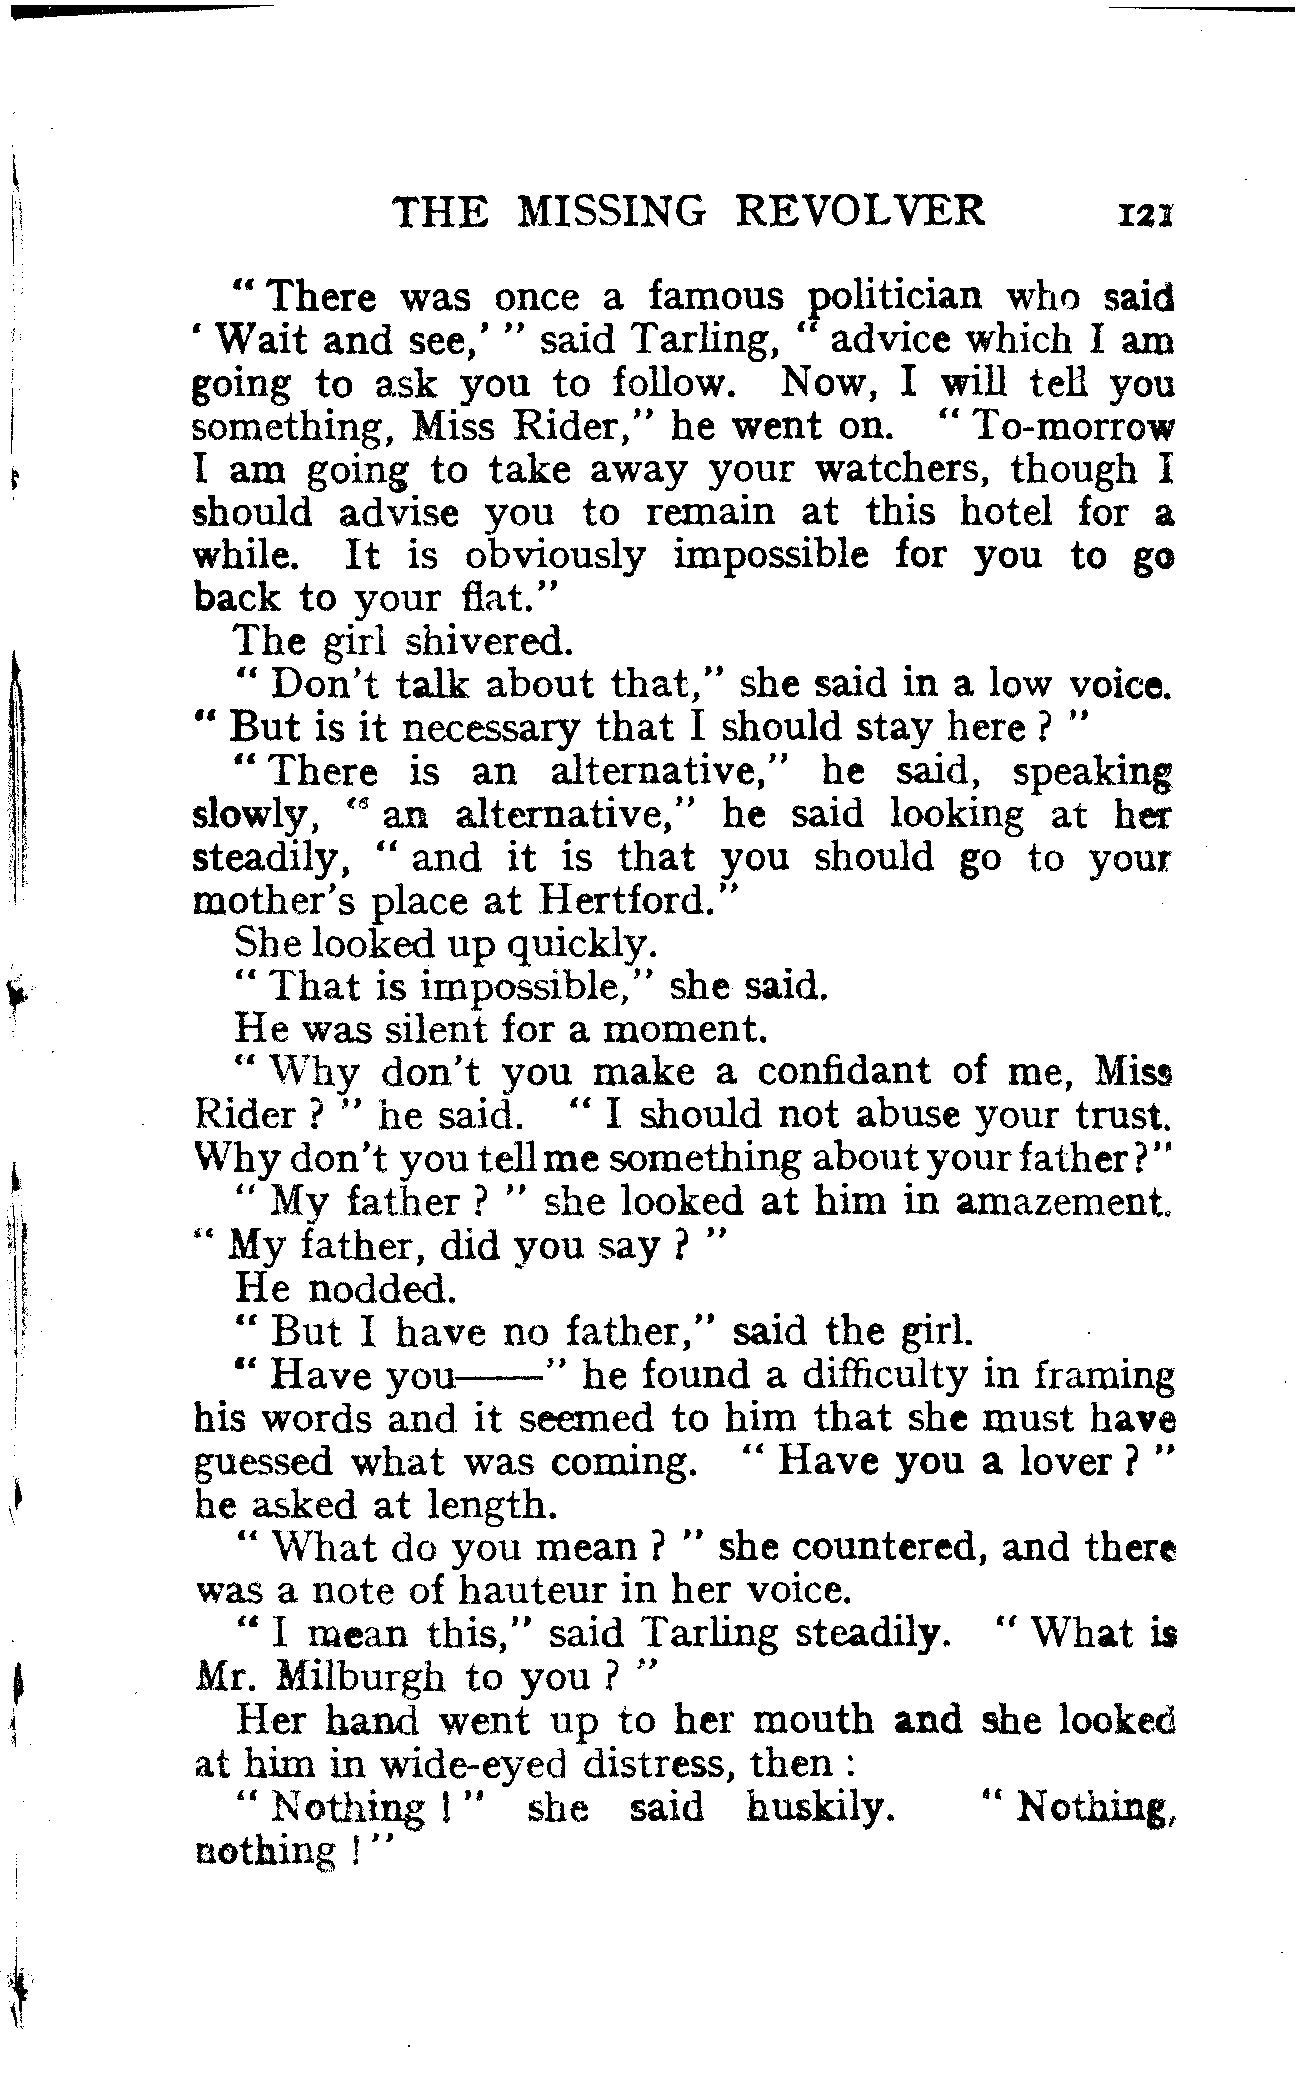 THE MISSING REVOLVER 121
“ There was once a famous politician who said
‘ Wait and see,’ ” said Tarling, “ advice which I am
going to ask you to follow. Now, I will tell you
something, Miss Rider,” he went on. “ To-morrow
I am going to take away your watchers, though I
should advise you to remain at this hotel for a
while. It is obviously impossible for you to go
back to your flat.”
The girl shivered.
“ Don’t talk about that,” she said in a low voice.
“ But is it necessary that I should stay here ? ”
“ There is an alternative,” he said, speaking
slowly, “ an alternative,” he said looking at her
steadily, “ and it is that you should go to your
mother’s place at Hertford.”
She looked up quickly.
“ That is impossible,” she said.
He was silent for a moment.
“ Why don’t you make a confidant of me, Miss
Rider ? ” he said. “ I should not abuse your trust.
Why don’t you tell me something about your father?”
“ My father ? ” she looked at him in amazement.
“ My father, did you say ? ”
He nodded.
“ But I have no father,” said the girl.
“ Have you——” he found a difficulty in framing
his words and it seemed to him that she must have
guessed what was coming. “ Have you a lover ? ”
he asked at length.
“ What do you mean ? ” she countered, and there
was a note of hauteur in her voice.
“ I mean this,” said Tarling steadily. “ What is
Mr. Milburgh to you ? ”
Her hand went up to her mouth and she looked
at him in wide-eyed distress, then :
“ Nothing ! ” she said huskily. “ Nothing,
nothing ! ”